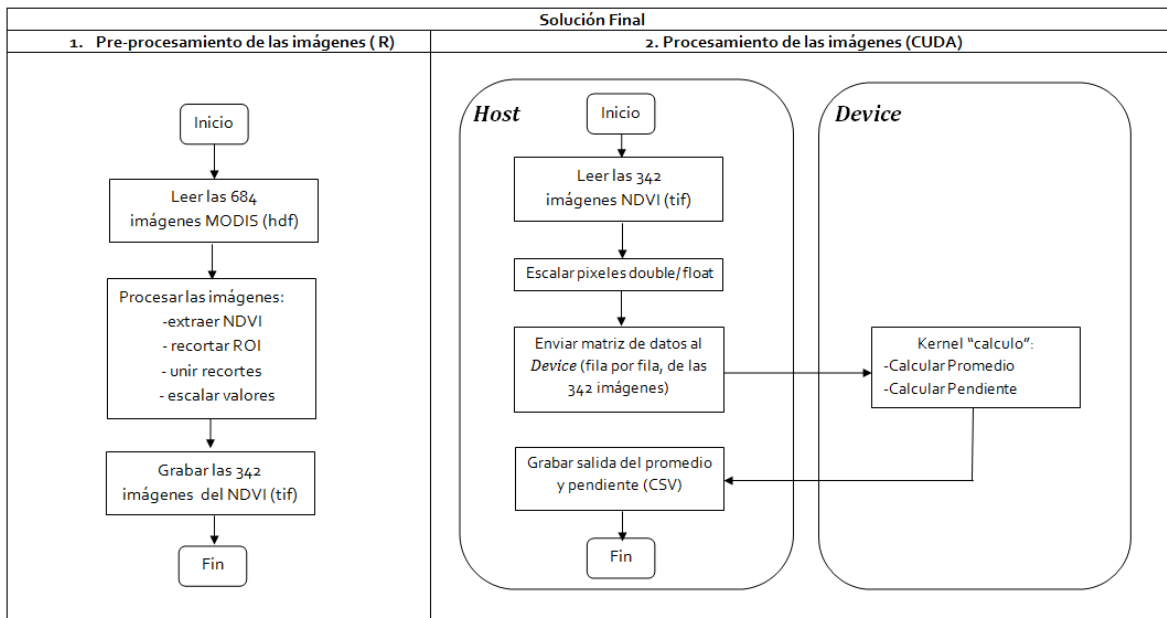 Solución Final
1. Pre-procesamiento de las imágenes ( R)
Inicio
Leer las 684
imágenes MODIS (hdf)
Procesar las imágenes:
-extraer NDVI
- recortar ROI
- unir recortes
- escalar valores
Grabar las 342
imágenes del NDVI (tif)
Fin
2. Procesamiento de las imágenes (CUDA)
Host
Inicio
Leer las 342
imágenes NDVI (tif)
Escalar pixeles double/float
Enviar matriz de datos al
Device (fila por fila, de las
342 imágenes)
Grabar salida del promedio
y pendiente (CSV)
Fin
Device
Kernel “calculo”:
-Calcular Promedio
-Calcular Pendiente